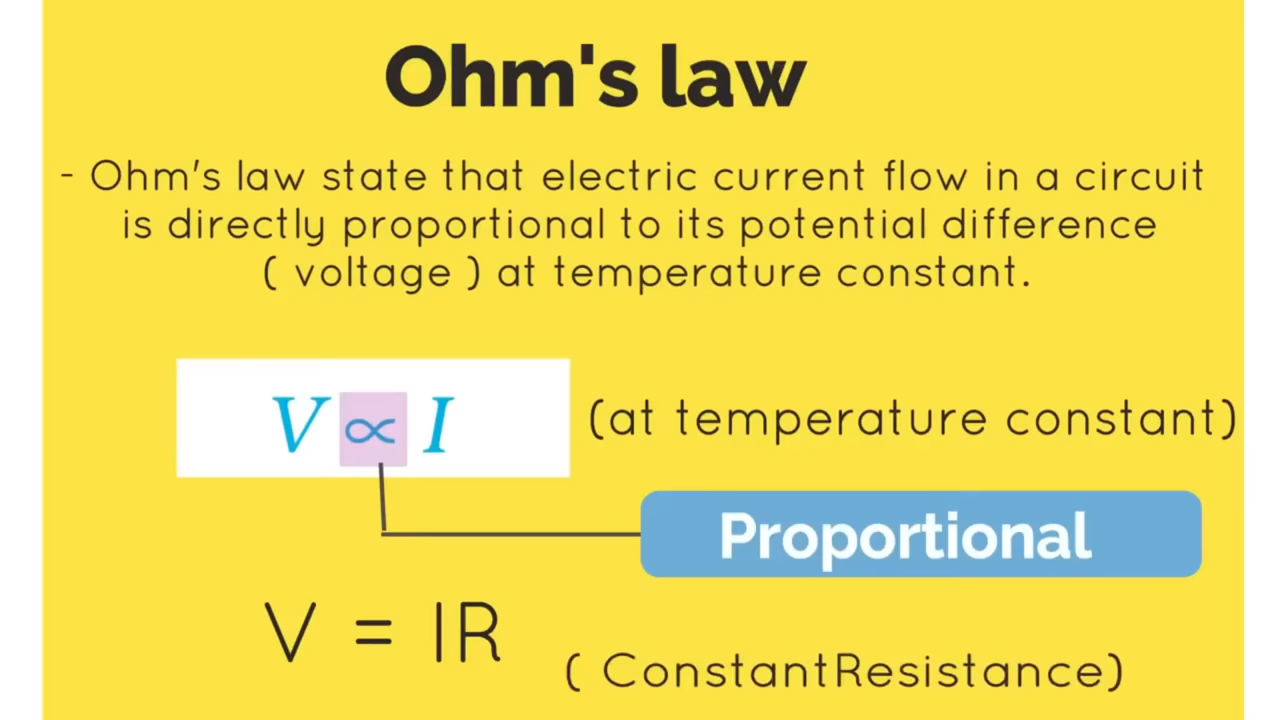 Ohm's law
- Ohm's law state that electric current flow in a circuit
is directly proportional to its potential difference
( voltage ) at temperature constant.
V ∝ I (at temperature constant)
Proportional
V = IR
( ConstantResistance)